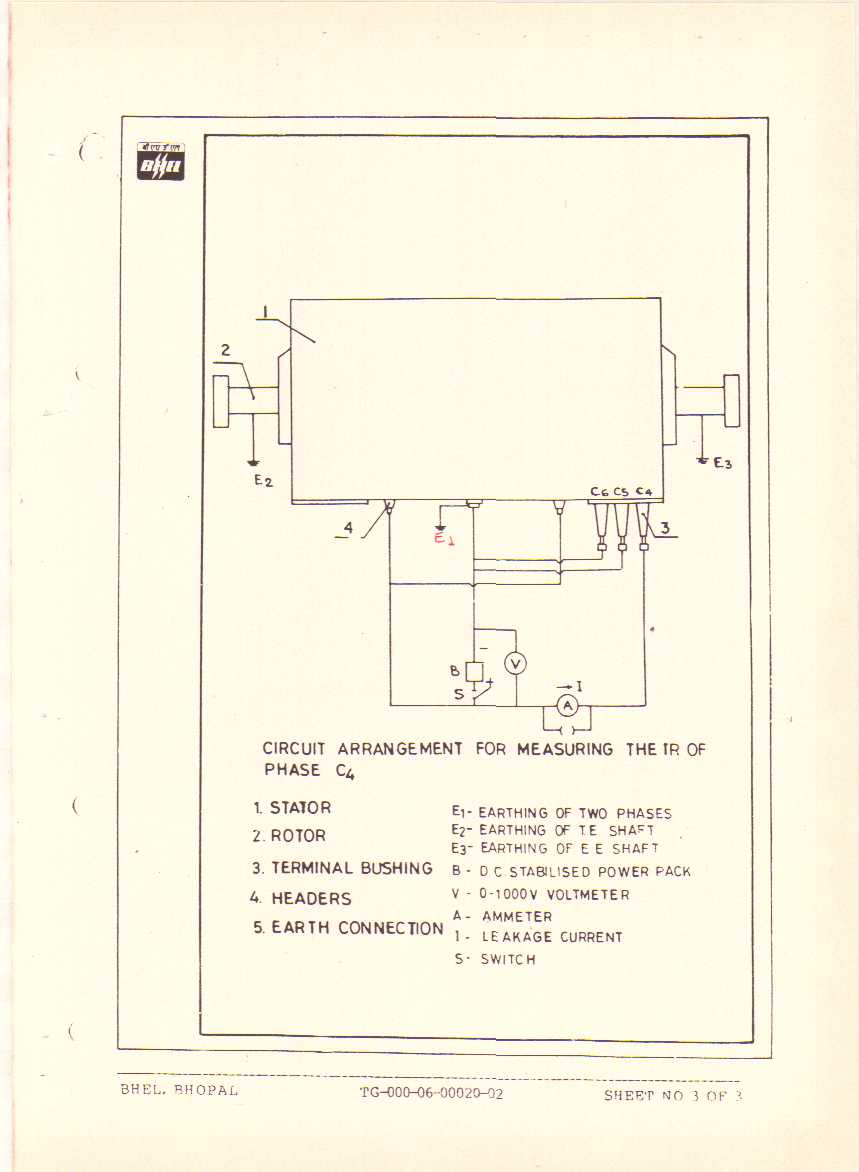 बी एच ई एल
BHEL
1
2
E2
E3
C6 C5 C4
4
E1
3
B
−
V
S
+
I
A
CIRCUIT ARRANGEMENT FOR MEASURING THE IR OF
PHASE C4
1. STATOR
2. ROTOR
3. TERMINAL BUSHING
4. HEADERS
5. EARTH CONNECTION
E1- EARTHING OF TWO PHASES
E2- EARTHING OF T.E SHAFT
E3- EARTHING OF E E SHAFT
B - D C. STABILISED POWER PACK
V - 0-1000V VOLTMETER
A - AMMETER
I - LEAKAGE CURRENT
S- SWITCH
BHEL, BHOPAL TG-000-06-00020-02 SHEET NO 3 OF 3